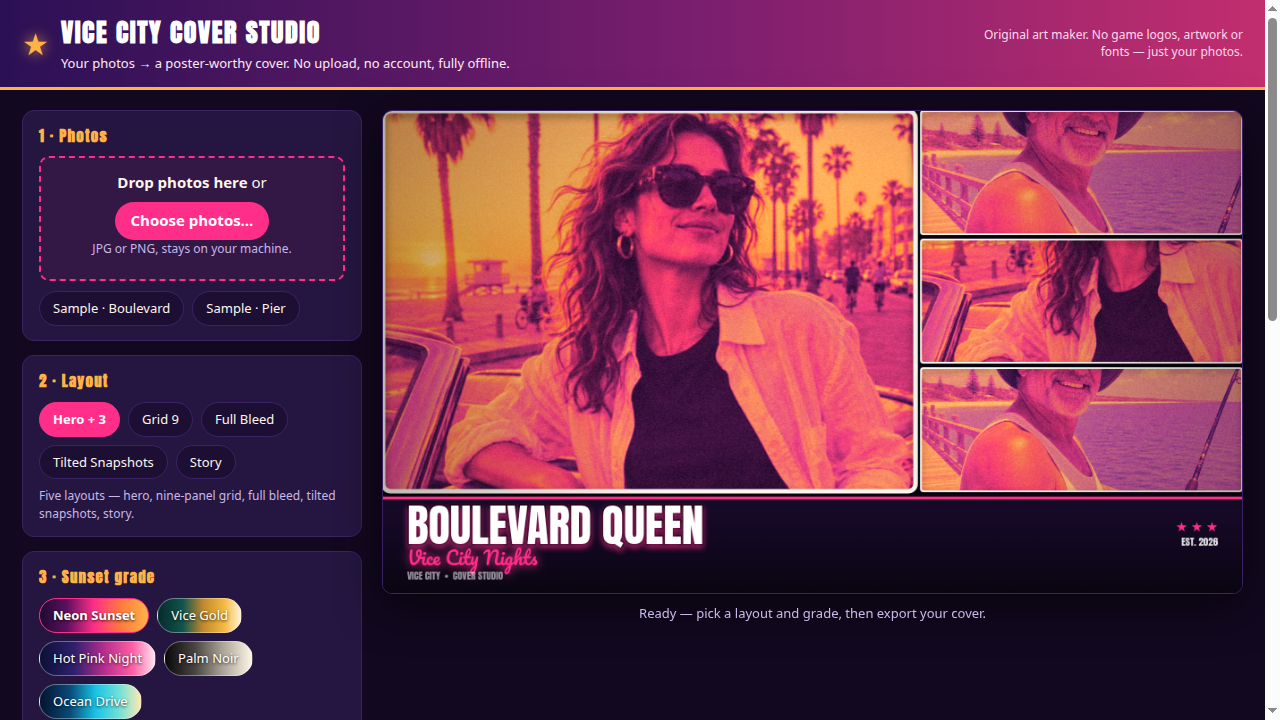 VICE CITY COVER STUDIO
Your photos → a poster-worthy cover. No upload, no account, fully offline.
Original art maker. No game logos, artwork or
fonts — just your photos.
1 · Photos
Drop photos here or
Choose photos...
JPG or PNG, stays on your machine.
Sample · Boulevard
Sample · Pier
2 · Layout
Hero + 3
Grid 9
Full Bleed
Tilted Snapshots
Story
Five layouts — hero, nine-panel grid, full bleed, tilted
snapshots, story.
3 · Sunset grade
Neon Sunset
Vice Gold
Hot Pink Night
Palm Noir
Ocean Drive
BOULEVARD QUEEN
Vice City Nights
VICE CITY • COVER STUDIO
★ ★ ★
EST. 2026
Ready — pick a layout and grade, then export your cover.